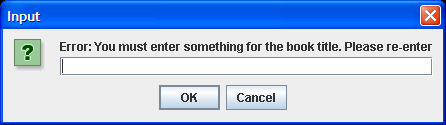 Input
Error: You must enter something for the book title. Please re-enter
OK Cancel